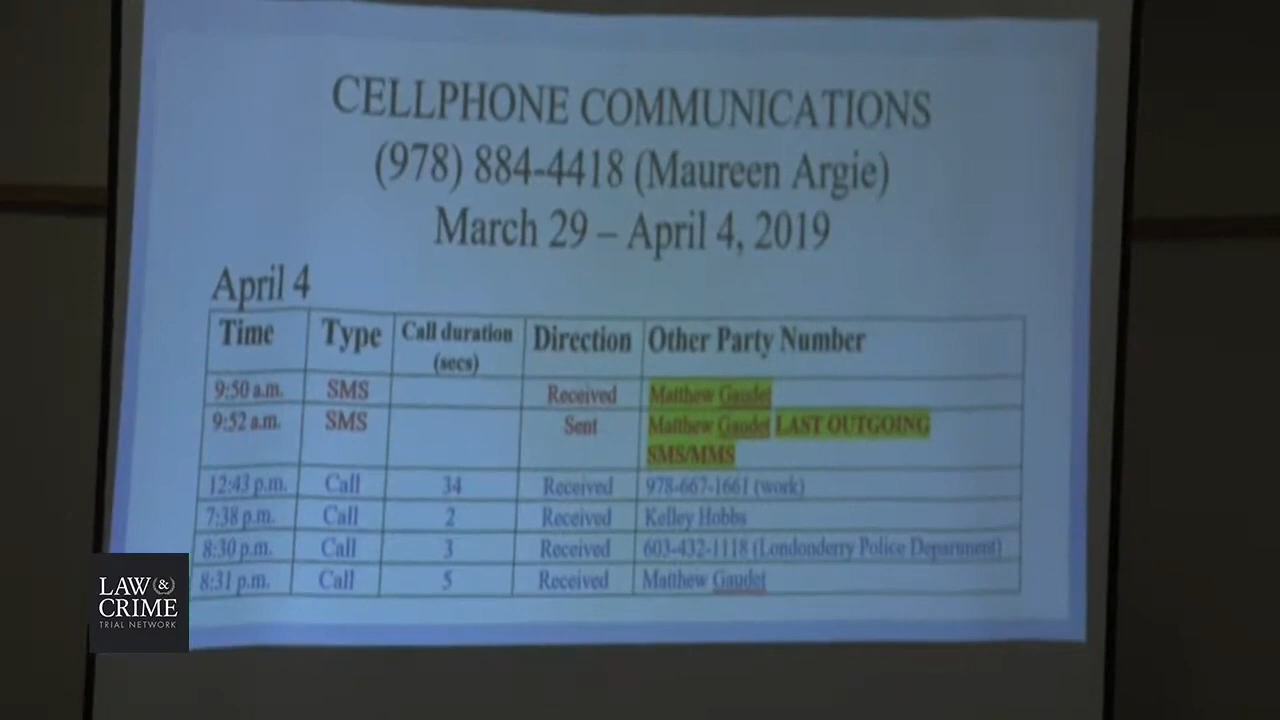 CELLPHONE COMMUNICATIONS
(978) 884-4418 (Maureen Argie)
March 29 – April 4, 2019
April 4
Time Type Call duration (secs) Direction Other Party Number
9:50 a.m. SMS Received Matthew Gaudet
9:52 a.m. SMS Sent Matthew Gaudet LAST OUTGOING
SMS/MMS
12:43 p.m. Call 34 Received 978-667-1661 (work)
7:38 p.m. Call 2 Received Kelley Hobbs
8:30 p.m. Call 3 Received 603-432-1118 (Londonderry Police Department)
8:31 p.m. Call 5 Received Matthew Gaudet
LAW &
CRIME
TRIAL NETWORK